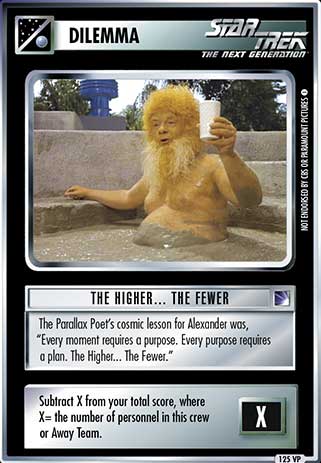 DILEMMA
STAR TREK
THE NEXT GENERATION
NOT ENDORSED BY CBS OR PARAMOUNT PICTURES
THE HIGHER... THE FEWER
The Parallax Poet's cosmic lesson for Alexander was,
"Every moment requires a purpose. Every purpose requires
a plan. The Higher... The Fewer."
Subtract X from your total score, where
X= the number of personnel in this crew
or Away Team.
X
125 VP